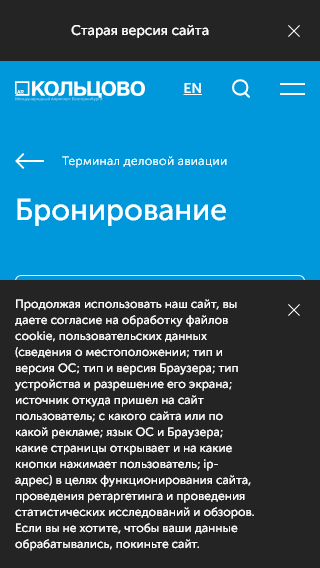 Старая версия сайта
КОЛЬЦОВО
Международный Аэропорт Екатеринбург
EN
Терминал деловой авиации
Бронирование
Продолжая использовать наш сайт, вы
даете согласие на обработку файлов
cookie, пользовательских данных
(сведения о местоположении; тип и
версия ОС; тип и версия Браузера; тип
устройства и разрешение его экрана;
источник откуда пришел на сайт
пользователь; с какого сайта или по
какой рекламе; язык ОС и Браузера;
какие страницы открывает и на какие
кнопки нажимает пользователь; ip-
адрес) в целях функционирования сайта,
проведения ретаргетинга и проведения
статистических исследований и обзоров.
Если вы не хотите, чтобы ваши данные
обрабатывались, покиньте сайт.